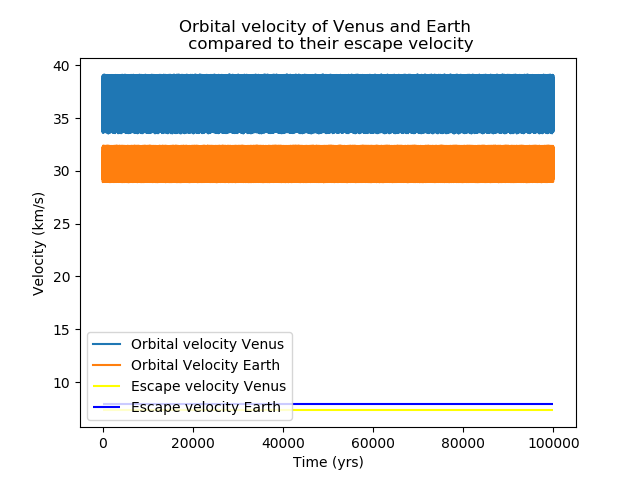 Orbital velocity of Venus and Earth
compared to their escape velocity
40
35
30
25
20
15
10
Velocity (km/s)
Orbital velocity Venus
Orbital Velocity Earth
Escape velocity Venus
Escape velocity Earth
0 20000 40000 60000 80000 100000
Time (yrs)